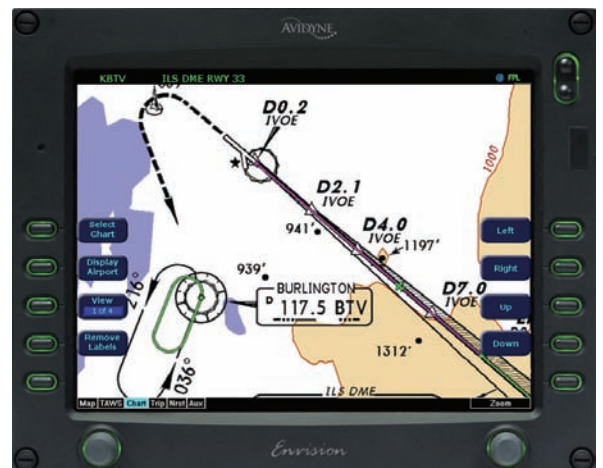 AVIDYNE
KBTV ILS DME RWY 33
FPL
D0.2
IVOE
1000
D2.1
IVOE
941'
D4.0
IVOE
1197'
Select
Chart
Left
Display
Airport
939'
Right
BURLINGTON
D 117.5 BTV
D7.0
IVOE
View
1 of 4
Up
216°
Remove
Labels
1312'
Down
036°
ILS DME
Map TAWS Chart Trip Nrst Aux
Zoom
Envision